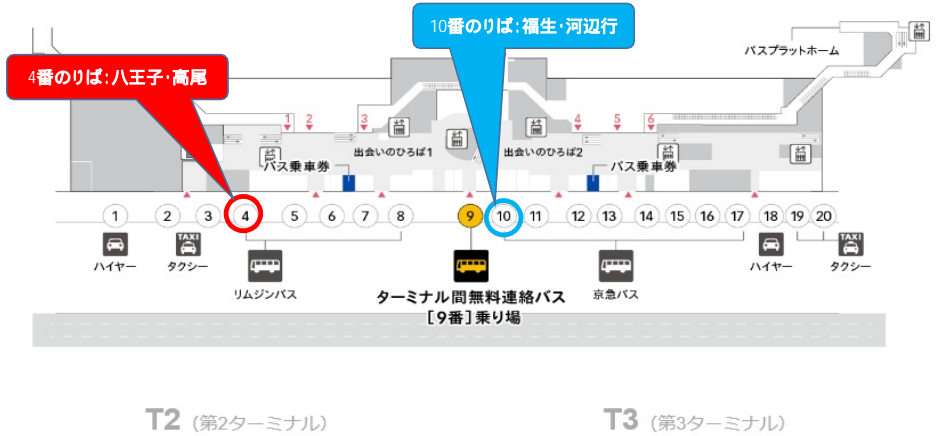 10番のりば：福生・河辺行
バスプラットホーム
4番のりば：八王子・高尾
1 2 3 4 5 6
出会いのひろば1 出会いのひろば2
バス乗車券 バス乗車券
1 2 3 4 5 6 7 8 9 10 11 12 13 14 15 16 17 18 19 20
TAXI TAXI
ハイヤー タクシー リムジンバス ターミナル間無料連絡バス 京急バス ハイヤー タクシー
［9番］乗り場
T2（第2ターミナル） T3（第3ターミナル）